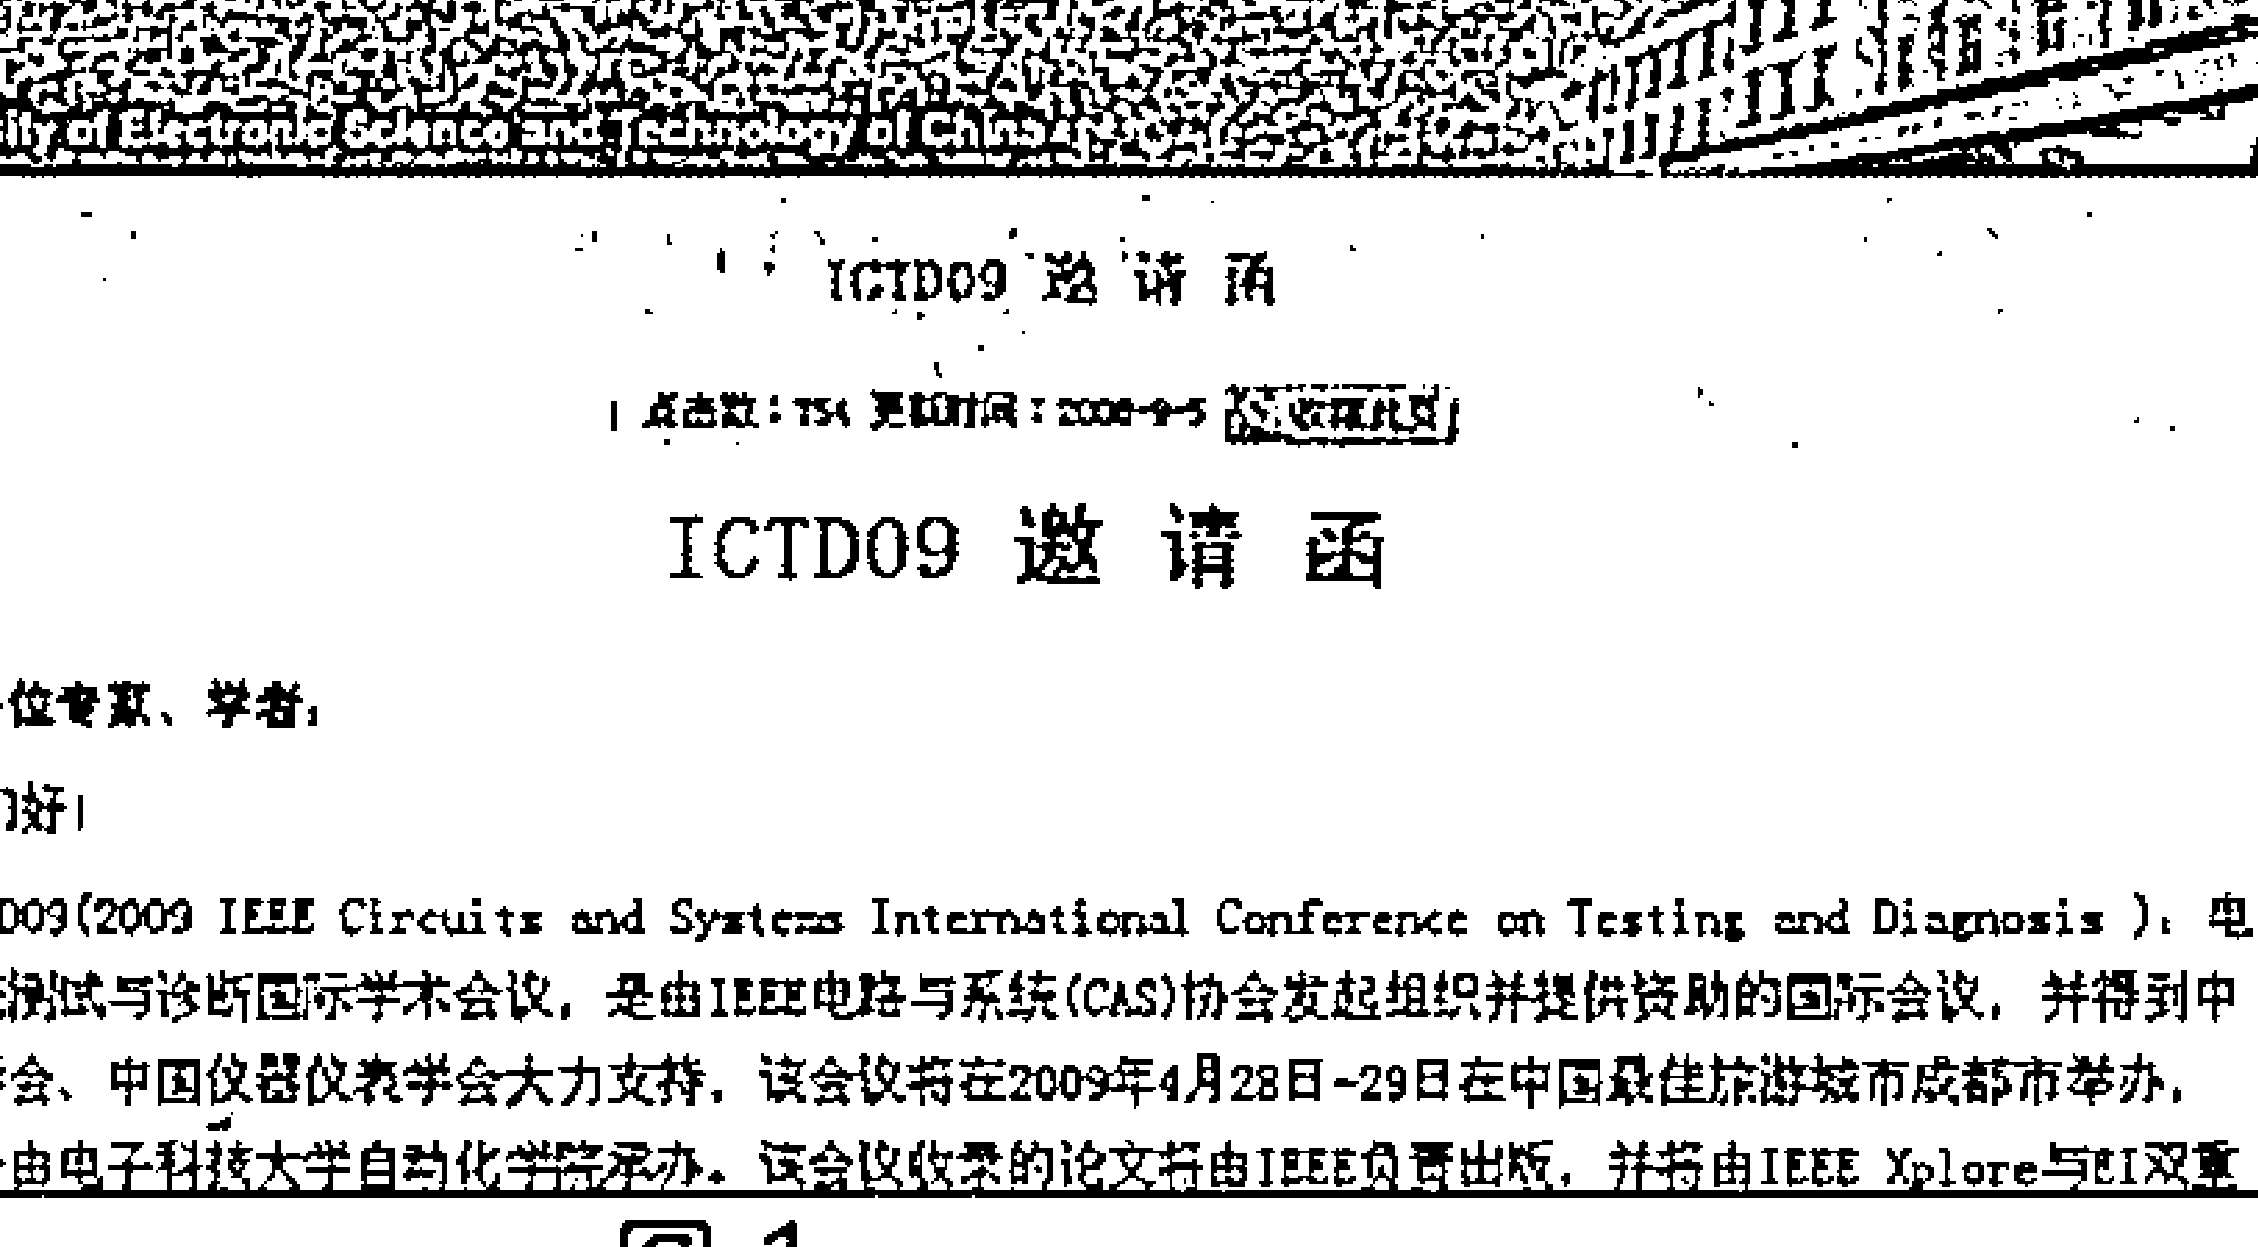 ity of Electronic Science and Technology of China
ICTD09 邀 请 函
点击数：754 更新时间：2008-9-5 收藏此页
ICTD09 邀 请 函
位专家、学者：
们好！
D09(2009 IEEE Circuits and Systems International Conference on Testing and Diagnosis ): 电
测试与诊断国际学术会议，是由IEEE电路与系统(CAS)协会发起组织并提供资助的国际会议，并得到中
学会、中国仪器仪表学会大力支持，该会议将在2009年4月28日-29日在中国最佳旅游城市成都市举办，
由电子科技大学自动化学院承办。该会议收录的论文将由IEEE负责出版，并将由IEEE Xplore与EI双重
图 1